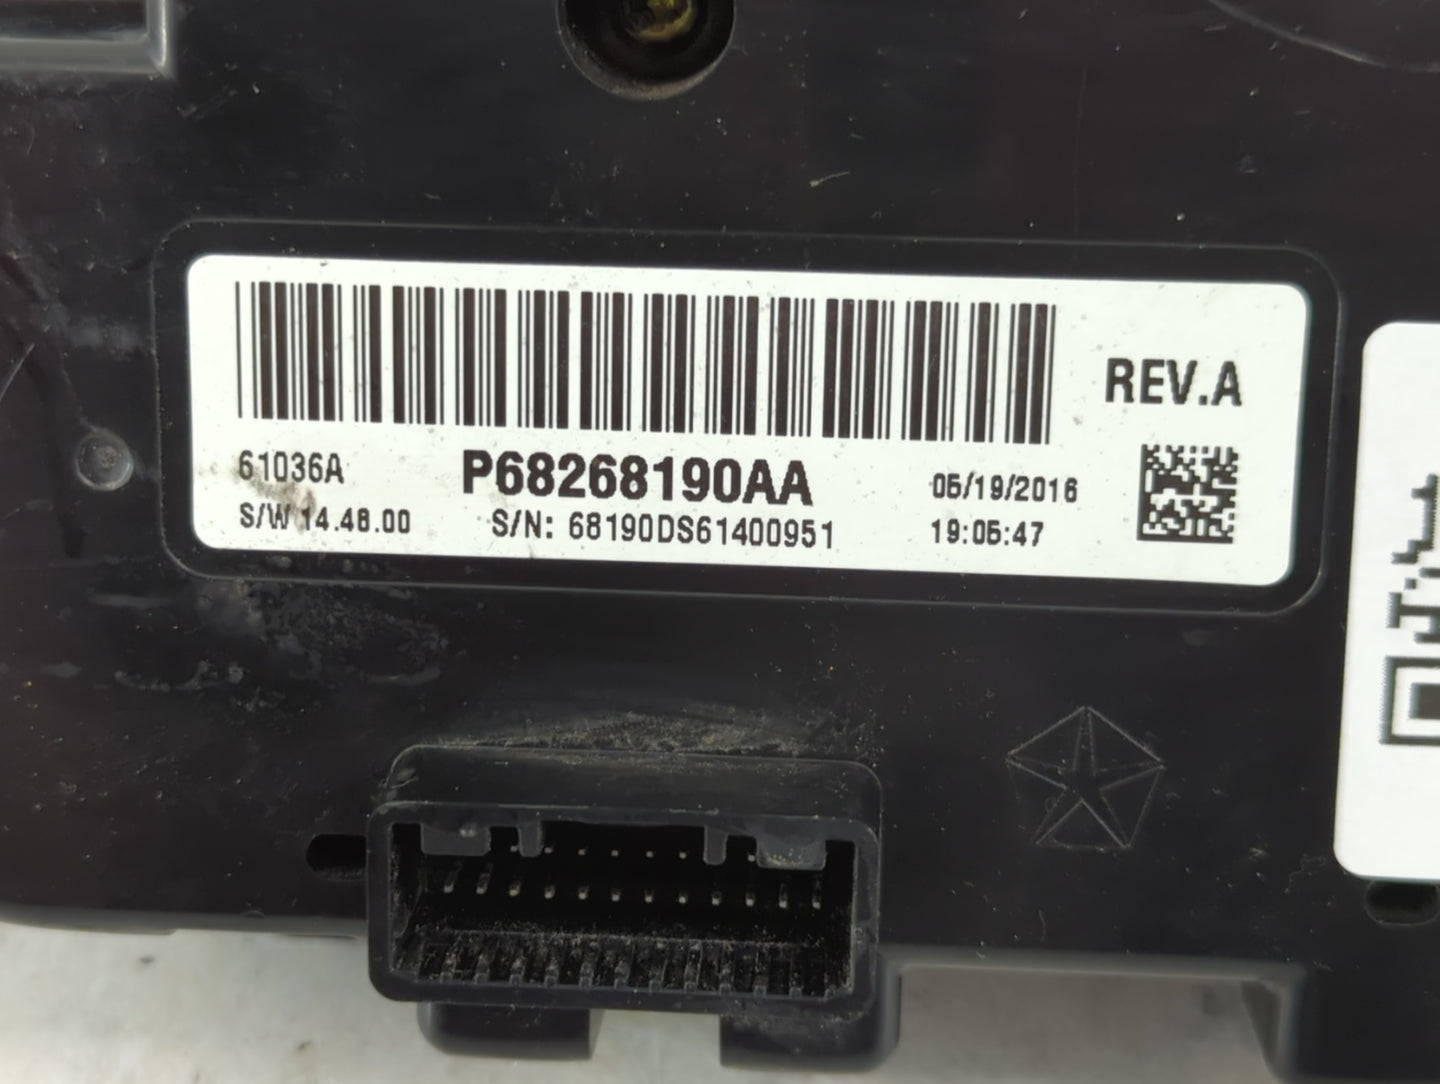 REV.A
61036A P68268190AA 05/19/2016
S/W 14.48.00 S/N: 68190DS61400951 19:05:47